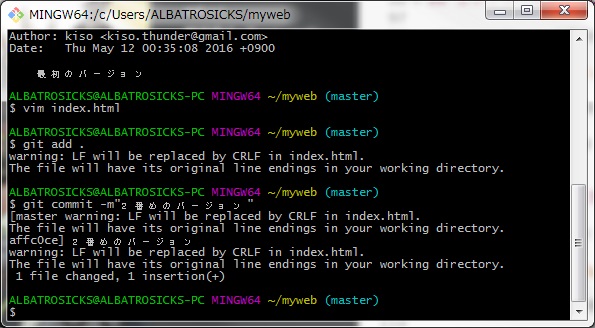 MINGW64:/c/Users/ALBATROSICKS/myweb
Author: kiso <kiso.thunder@gmail.com>
Date:   Thu May 12 00:35:08 2016 +0900
最初のバージョン
ALBATROSICKS@ALBATROSICKS-PC MINGW64 ~/myweb (master)
$ vim index.html
ALBATROSICKS@ALBATROSICKS-PC MINGW64 ~/myweb (master)
$ git add .
warning: LF will be replaced by CRLF in index.html.
The file will have its original line endings in your working directory.
ALBATROSICKS@ALBATROSICKS-PC MINGW64 ~/myweb (master)
$ git commit -m"2番めのバージョン"
[master warning: LF will be replaced by CRLF in index.html.
The file will have its original line endings in your working directory.
affc0ce] 2番めのバージョン
warning: LF will be replaced by CRLF in index.html.
The file will have its original line endings in your working directory.
 1 file changed, 1 insertion(+)
ALBATROSICKS@ALBATROSICKS-PC MINGW64 ~/myweb (master)
$